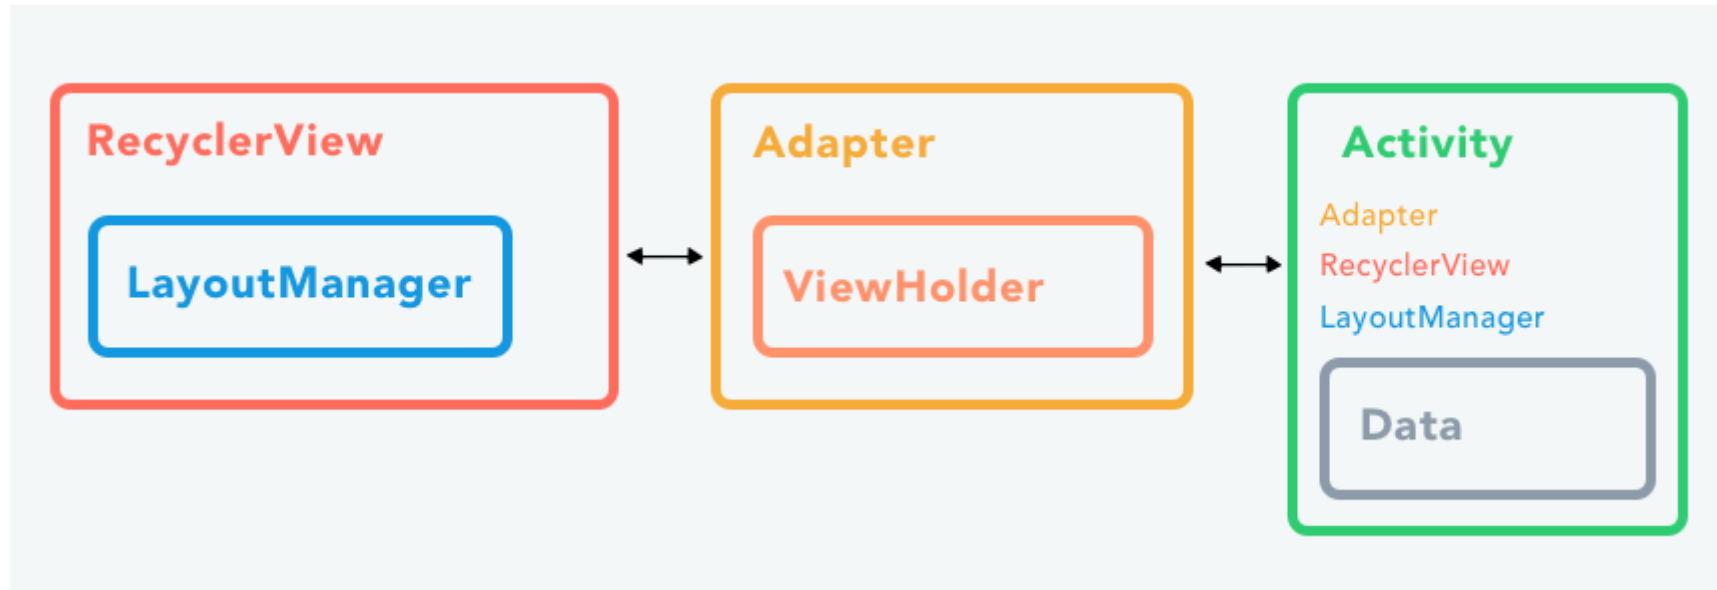 RecyclerView
LayoutManager
Adapter
ViewHolder
Activity
Adapter
RecyclerView
LayoutManager
Data